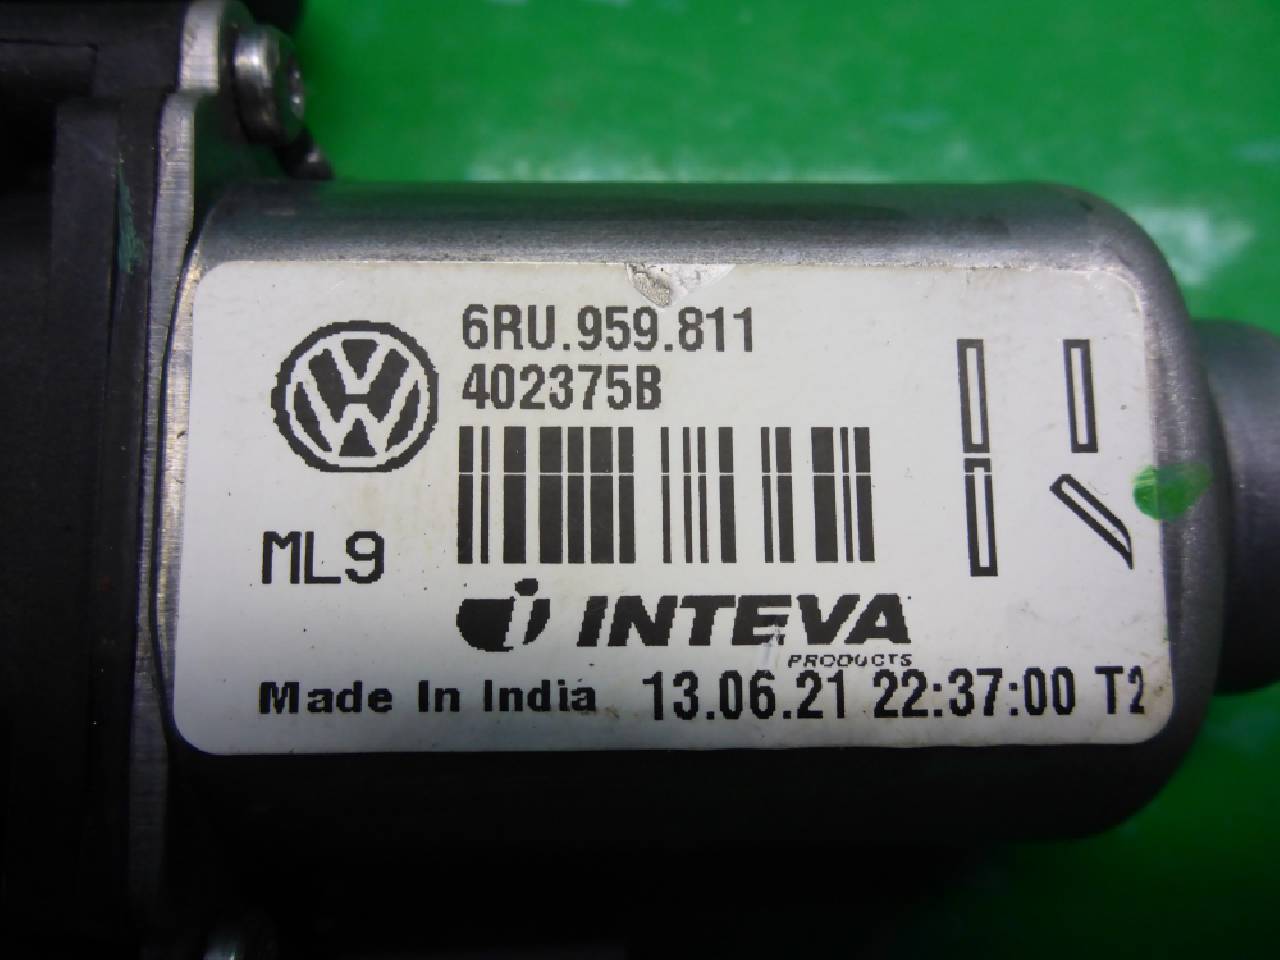 6RU.959.811
402375B
ML9
INTEVA
PRODUCTS
Made In India 13.06.21 22:37:00 T2